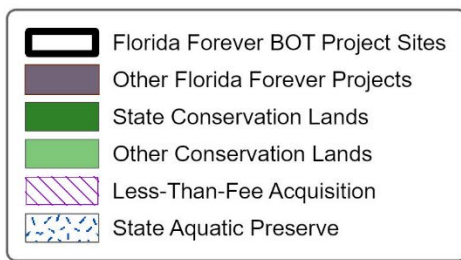 Florida Forever BOT Project Sites
Other Florida Forever Projects
State Conservation Lands
Other Conservation Lands
Less-Than-Fee Acquisition
State Aquatic Preserve